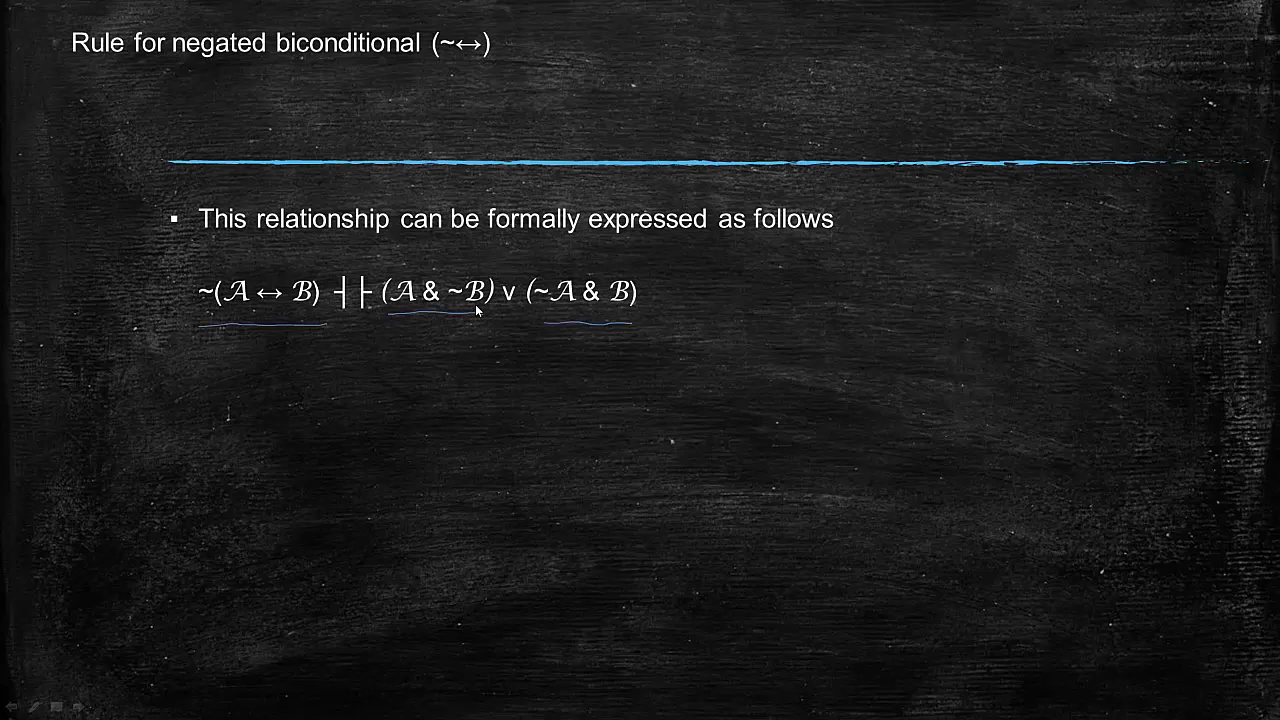 Rule for negated biconditional (~↔)
▪ This relationship can be formally expressed as follows
~(𝒜 ↔ ℬ) ┤├ (𝒜 & ~ℬ) v (~𝒜 & ℬ)